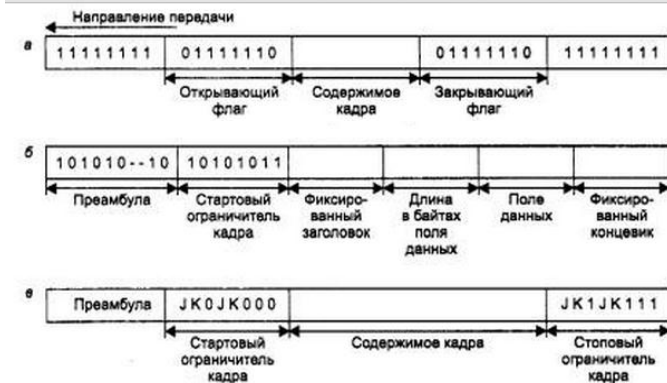 Направление передачи
а
11111111 01111110 01111110 11111111
Открывающий флаг
Содержимое кадра
Закрывающий флаг
б
101010--10 10101011
Преамбула
Стартовый ограничитель кадра
Фиксиро-ванный заголовок
Длина в байтах поля данных
Поле данных
Фиксиро-ванный концевик
в
Преамбула JK0JK000 JK1JK111
Стартовый ограничитель кадра
Содержимое кадра
Стоповый ограничитель кадра